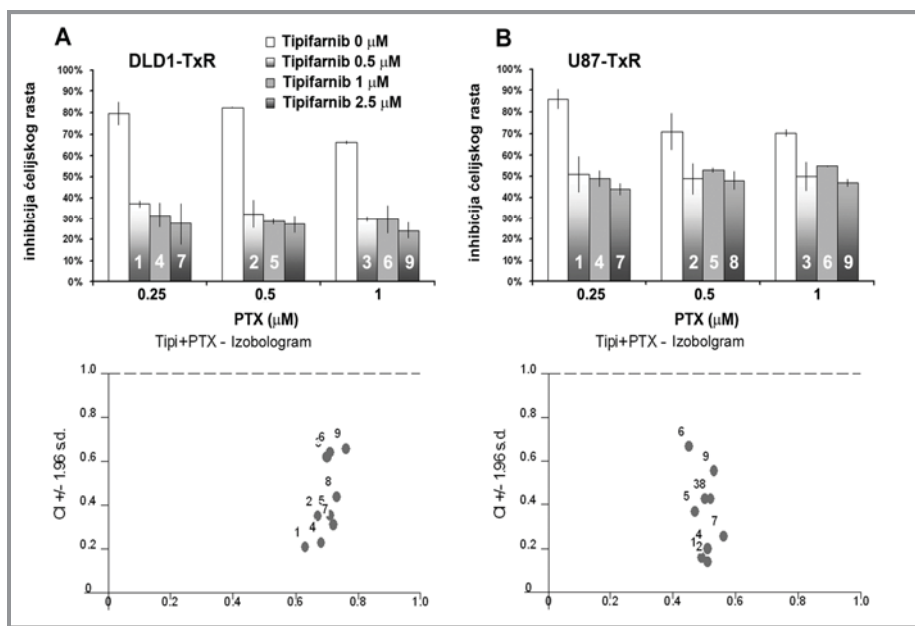 A
DLD1-TxR
Tipifarnib 0 μM
Tipifarnib 0.5 μM
Tipifarnib 1 μM
Tipifarnib 2.5 μM
inhibicija ćelijskog rasta
100%
90%
80%
70%
60%
50%
40%
30%
20%
10%
0%
1 4 7 2 5 3 6 9
0.25 0.5 1
PTX (μM)
Tipi+PTX - Izobologram
CI +/- 1.96 s.d.
1.0
0.8
0.6
0.4
0.2
0
6 9
8
2 5
7
1 4
0 0.2 0.4 0.6 0.8 1.0
B
U87-TxR
inhibicija ćelijskog rasta
100%
90%
80%
70%
60%
50%
40%
30%
20%
10%
0%
1 4 7 2 5 8 3 6 9
0.25 0.5 1
PTX (μM)
Tipi+PTX - Izobologram
CI +/- 1.96 s.d.
1.0
0.8
0.6
0.4
0.2
0
6
9
38
5
7
4
1 2
0 0.2 0.4 0.6 0.8 1.0